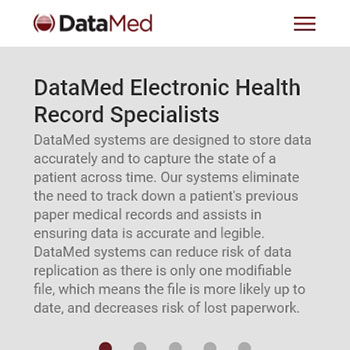 DataMed
DataMed Electronic Health
Record Specialists
DataMed systems are designed to store data
accurately and to capture the state of a
patient across time. Our systems eliminate
the need to track down a patient's previous
paper medical records and assists in
ensuring data is accurate and legible.
DataMed systems can reduce risk of data
replication as there is only one modifiable
file, which means the file is more likely up to
date, and decreases risk of lost paperwork.